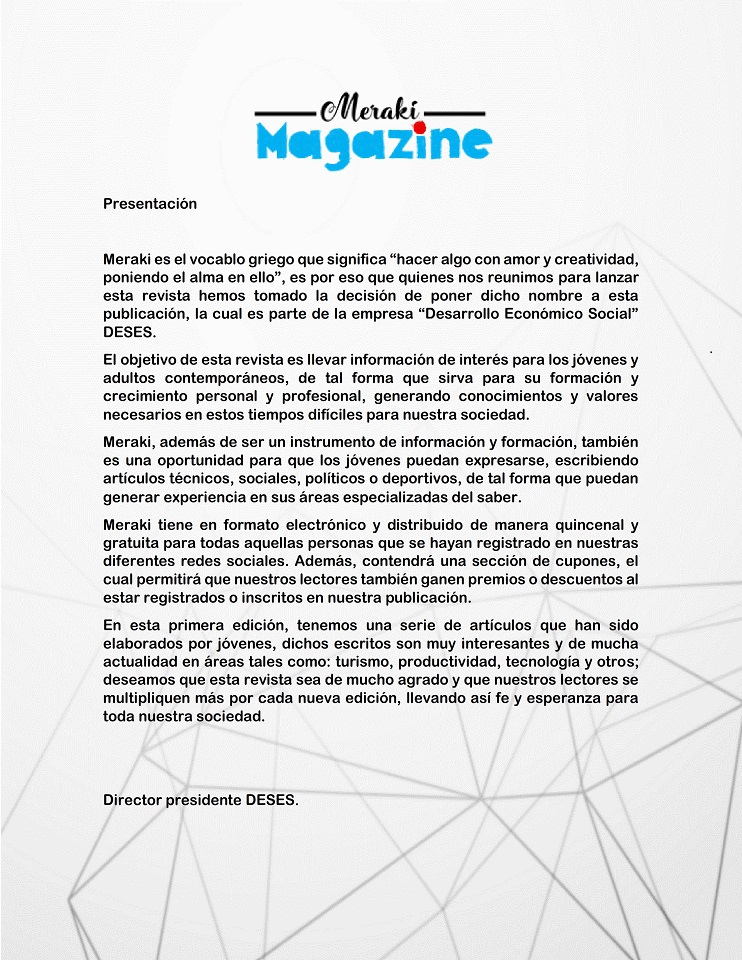 Meraki
Magazine
Presentación
Meraki es el vocablo griego que significa “hacer algo con amor y creatividad,
poniendo el alma en ello”, es por eso que quienes nos reunimos para lanzar
esta revista hemos tomado la decisión de poner dicho nombre a esta
publicación, la cual es parte de la empresa “Desarrollo Económico Social”
DESES.
El objetivo de esta revista es llevar información de interés para los jóvenes y
adultos contemporáneos, de tal forma que sirva para su formación y
crecimiento personal y profesional, generando conocimientos y valores
necesarios en estos tiempos difíciles para nuestra sociedad.
Meraki, además de ser un instrumento de información y formación, también
es una oportunidad para que los jóvenes puedan expresarse, escribiendo
artículos técnicos, sociales, políticos o deportivos, de tal forma que puedan
generar experiencia en sus áreas especializadas del saber.
Meraki tiene en formato electrónico y distribuido de manera quincenal y
gratuita para todas aquellas personas que se hayan registrado en nuestras
diferentes redes sociales. Además, contendrá una sección de cupones, el
cual permitirá que nuestros lectores también ganen premios o descuentos al
estar registrados o inscritos en nuestra publicación.
En esta primera edición, tenemos una serie de artículos que han sido
elaborados por jóvenes, dichos escritos son muy interesantes y de mucha
actualidad en áreas tales como: turismo, productividad, tecnología y otros;
deseamos que esta revista sea de mucho agrado y que nuestros lectores se
multipliquen más por cada nueva edición, llevando así fe y esperanza para
toda nuestra sociedad.
Director presidente DESES.